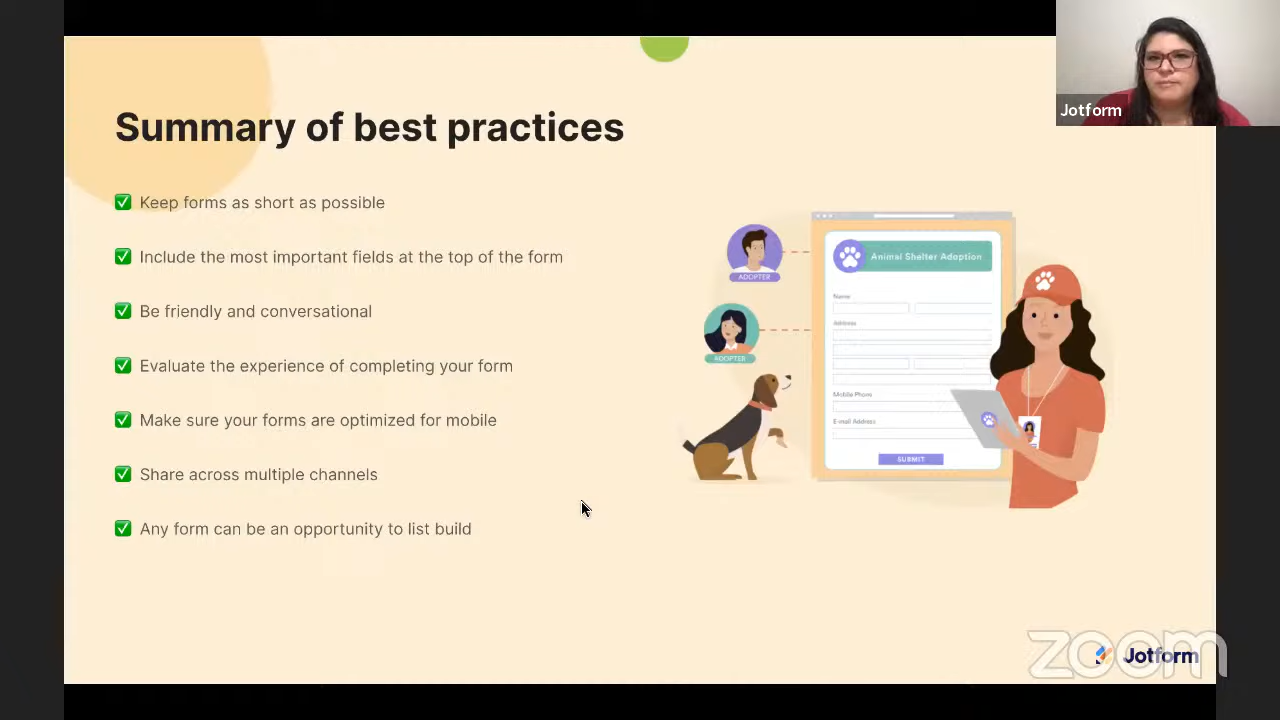 Jotform
Summary of best practices
Keep forms as short as possible
Include the most important fields at the top of the form
Be friendly and conversational
Evaluate the experience of completing your form
Make sure your forms are optimized for mobile
Share across multiple channels
Any form can be an opportunity to list build
ADOPTER
ADOPTER
Animal Shelter Adoption
Name
Address
Mobile Phone
E-mail Address
SUBMIT
zoom
Jotform